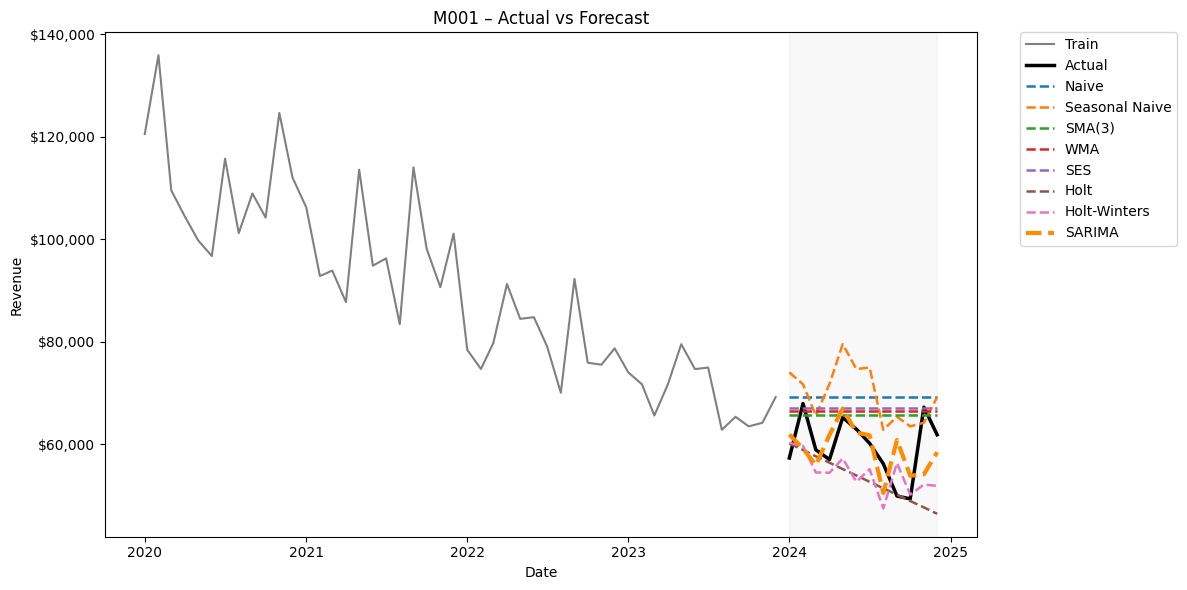 M001 – Actual vs Forecast
$140,000
$120,000
$100,000
$80,000
$60,000
Revenue
2020
2021
2022
2023
2024
2025
Date
Train
Actual
Naive
Seasonal Naive
SMA(3)
WMA
SES
Holt
Holt-Winters
SARIMA